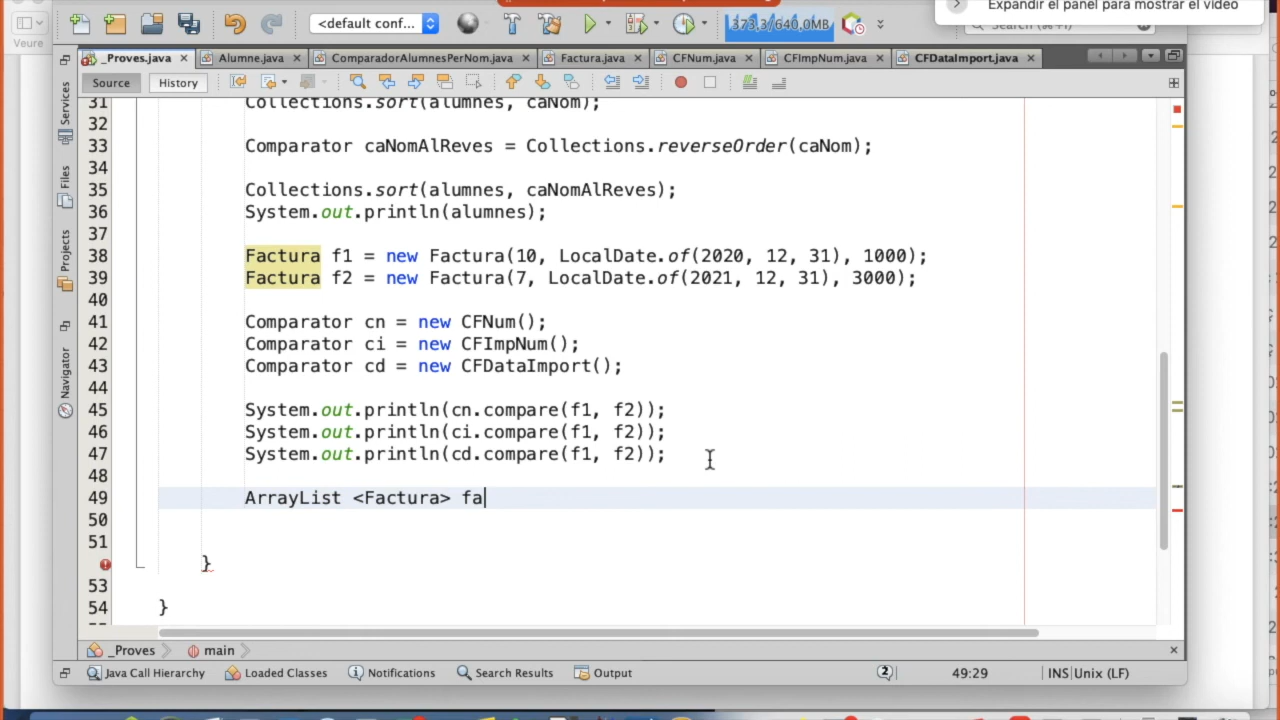 Expandir el panel para mostrar el vídeo
Veure
<default conf...
373,3/640,0MB
_Proves.java
Alumne.java
ComparadorAlumnesPerNom.java
Factura.java
CFNum.java
CFImpNum.java
CFDataImport.java
Source
History
Services
Files
Projects
Navigator
31 Collections.sort(alumnes, caNom);
32
33 Comparator caNomAlReves = Collections.reverseOrder(caNom);
34
35 Collections.sort(alumnes, caNomAlReves);
36 System.out.println(alumnes);
37
38 Factura f1 = new Factura(10, LocalDate.of(2020, 12, 31), 1000);
39 Factura f2 = new Factura(7, LocalDate.of(2021, 12, 31), 3000);
40
41 Comparator cn = new CFNum();
42 Comparator ci = new CFImpNum();
43 Comparator cd = new CFDataImport();
44
45 System.out.println(cn.compare(f1, f2));
46 System.out.println(ci.compare(f1, f2));
47 System.out.println(cd.compare(f1, f2));
48
49 ArrayList <Factura> fa
50
51
}
53
54 }
_Proves
main
Java Call Hierarchy
Loaded Classes
Notifications
Search Results
Output
2
49:29
INS
Unix (LF)